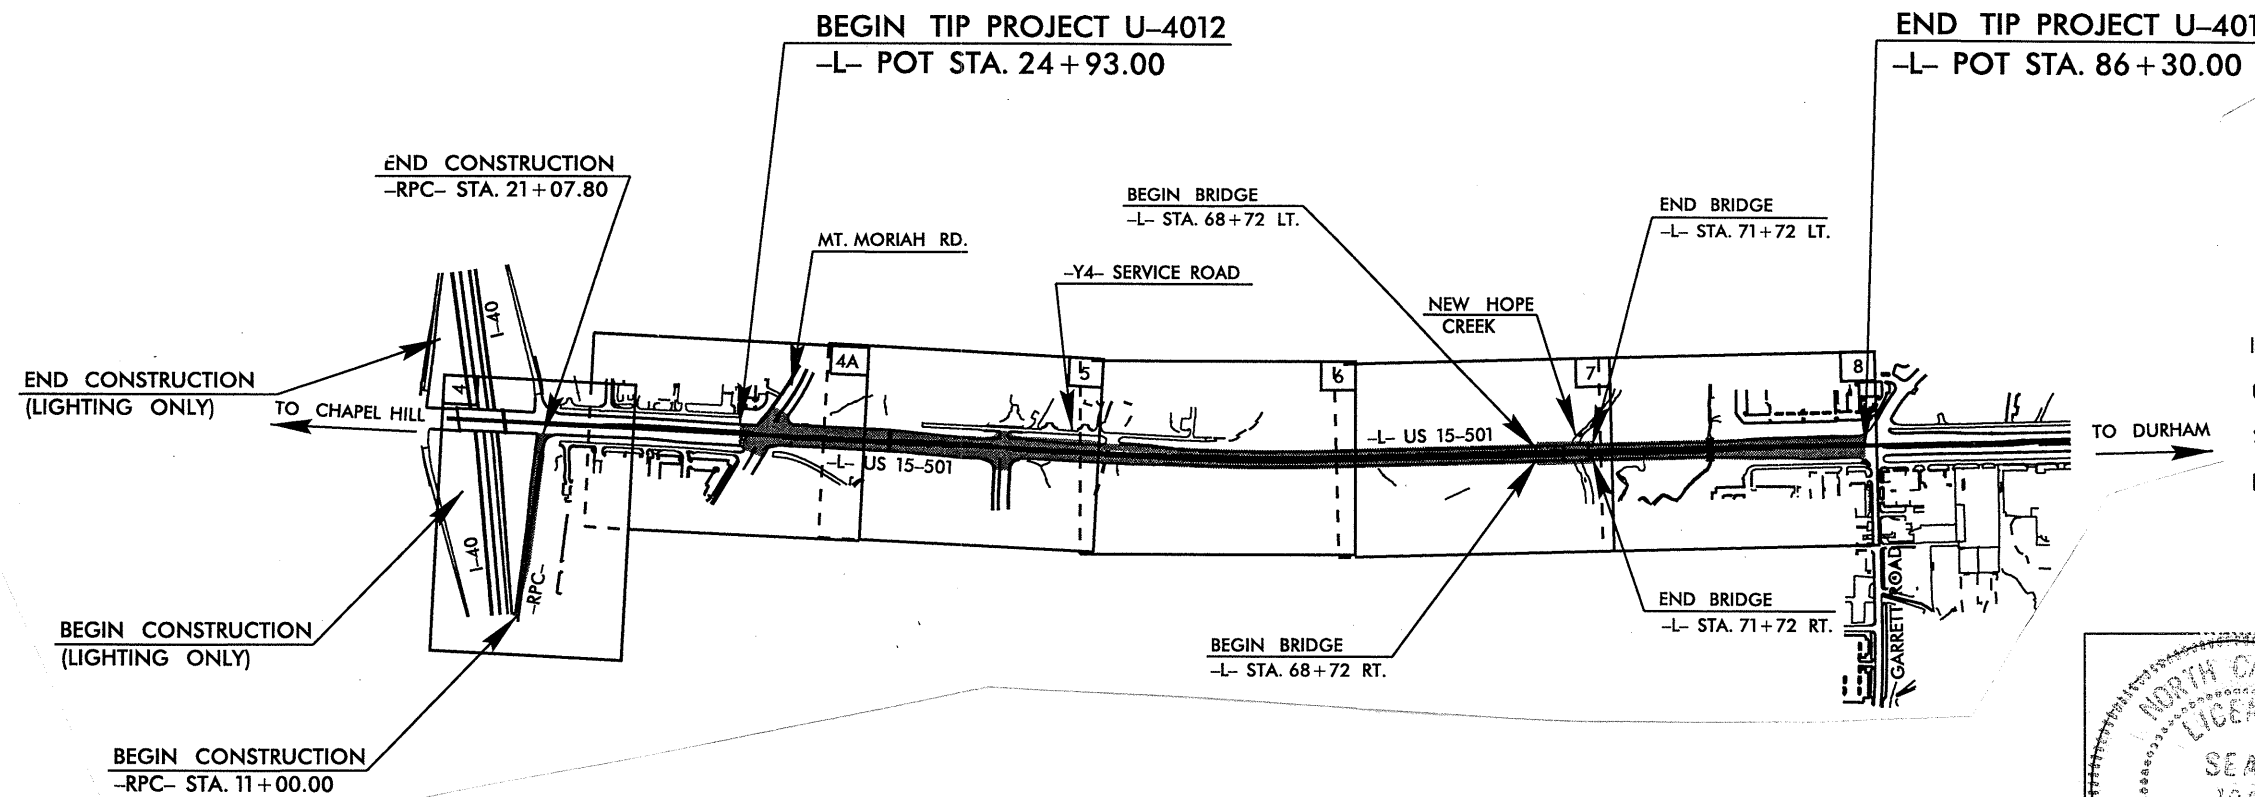 BEGIN TIP PROJECT U-4012
-L- POT STA. 24+93.00
END TIP PROJECT U-401
-L- POT STA. 86+30.00
END CONSTRUCTION
-RPC- STA. 21+07.80
BEGIN BRIDGE
-L- STA. 68+72 LT.
END BRIDGE
-L- STA. 71+72 LT.
MT. MORIAH RD.
-Y4- SERVICE ROAD
NEW HOPE
CREEK
I-40
4A
5
6
7
8
4
END CONSTRUCTION
(LIGHTING ONLY)
TO CHAPEL HILL
-L- US 15-501
-L- US 15-501
TO DURHAM
I-40
-RPC-
GARRETT ROAD
BEGIN CONSTRUCTION
(LIGHTING ONLY)
END BRIDGE
-L- STA. 71+72 RT.
BEGIN BRIDGE
-L- STA. 68+72 RT.
BEGIN CONSTRUCTION
-RPC- STA. 11+00.00
NORTH CA
LICE
SEA